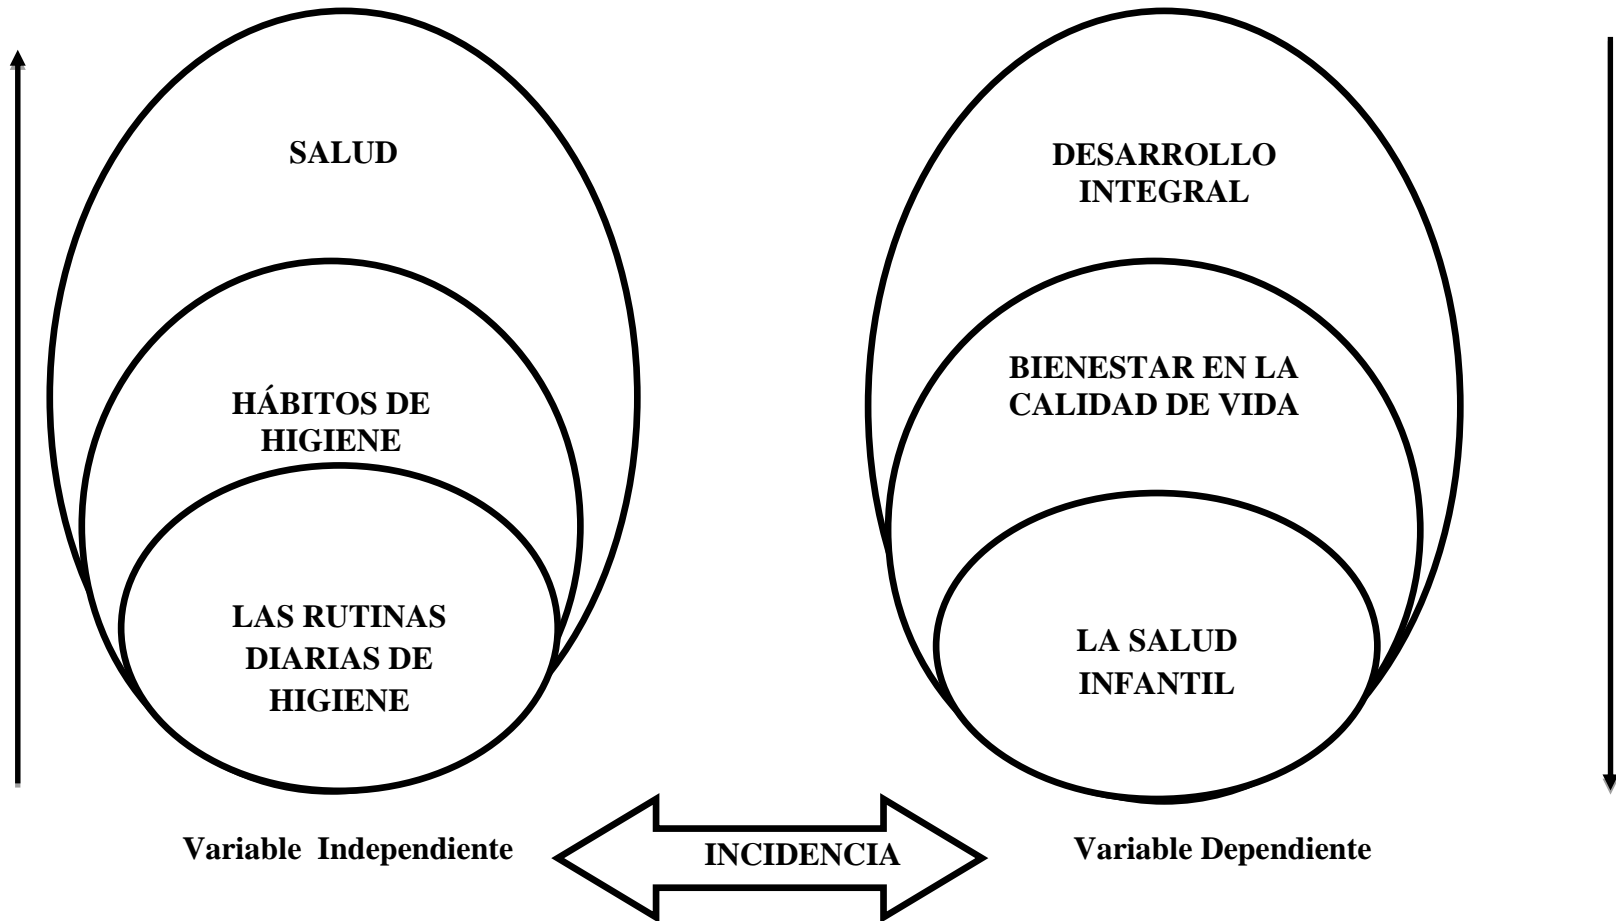 SALUD
HÁBITOS DE
HIGIENE
LAS RUTINAS
DIARIAS DE
HIGIENE
DESARROLLO
INTEGRAL
BIENESTAR EN LA
CALIDAD DE VIDA
LA SALUD
INFANTIL
Variable Independiente
INCIDENCIA
Variable Dependiente